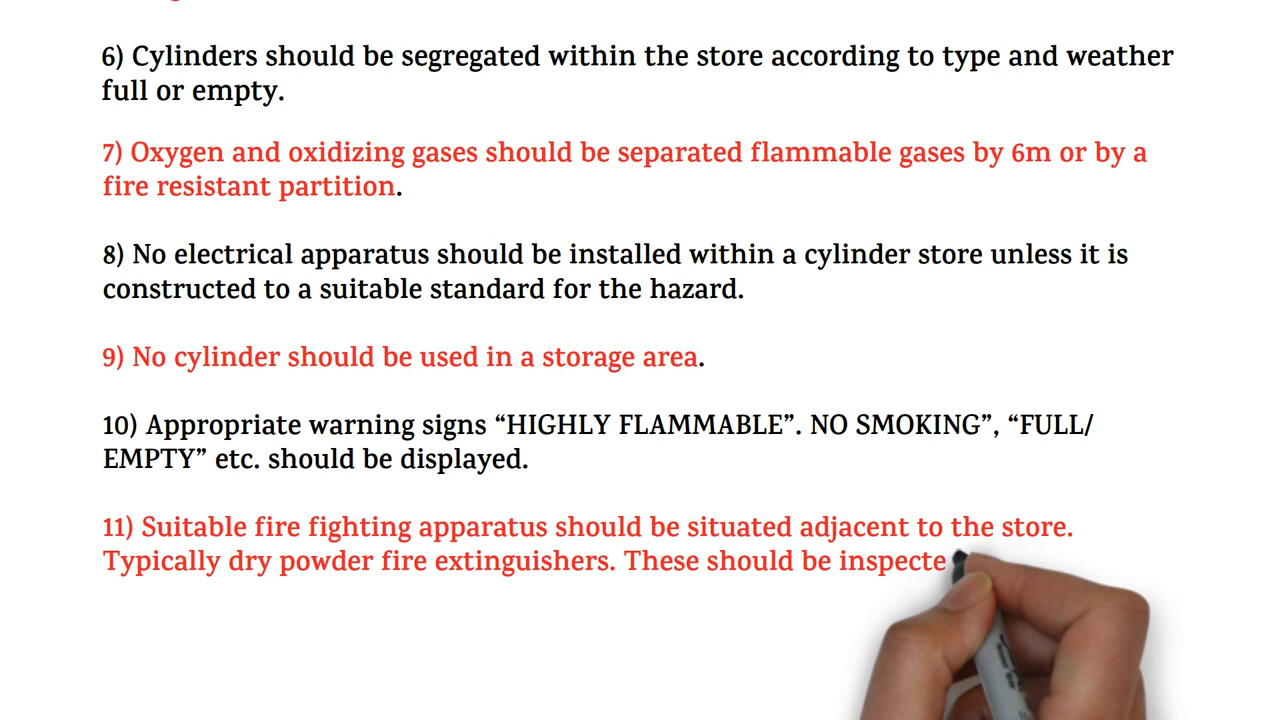 6) Cylinders should be segregated within the store according to type and weather
full or empty.
7) Oxygen and oxidizing gases should be separated flammable gases by 6m or by a
fire resistant partition.
8) No electrical apparatus should be installed within a cylinder store unless it is
constructed to a suitable standard for the hazard.
9) No cylinder should be used in a storage area.
10) Appropriate warning signs “HIGHLY FLAMMABLE”. NO SMOKING”, “FULL/
EMPTY” etc. should be displayed.
11) Suitable fire fighting apparatus should be situated adjacent to the store.
Typically dry powder fire extinguishers. These should be inspecte